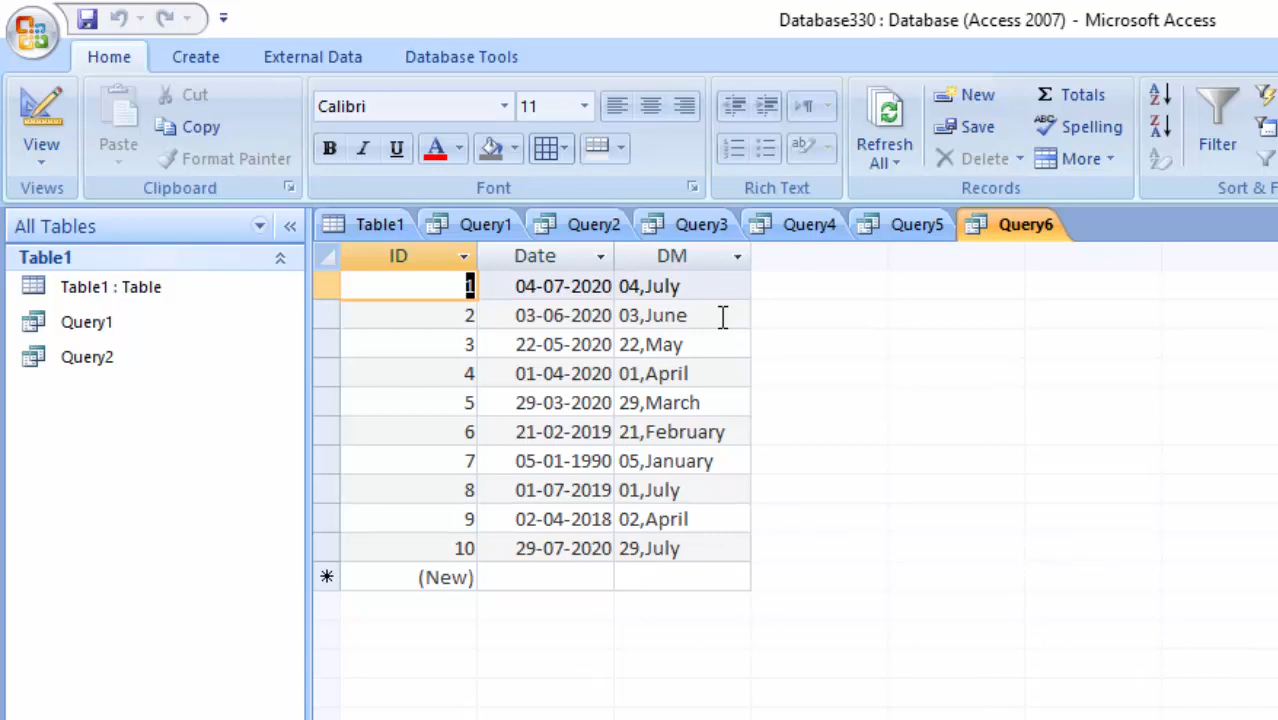 Database330 : Database (Access 2007) - Microsoft Access
Home Create External Data Database Tools
View
Views
Paste
Cut
Copy
Format Painter
Clipboard
Calibri 11
B I U A
Font
Rich Text
Refresh All
New
Save
Delete
Totals
Spelling
More
Records
Filter
Sort & F
All Tables
Table1
Table1 : Table
Query1
Query2
Table1 Query1 Query2 Query3 Query4 Query5 Query6
ID Date DM
1 04-07-2020 04,July
2 03-06-2020 03,June
3 22-05-2020 22,May
4 01-04-2020 01,April
5 29-03-2020 29,March
6 21-02-2019 21,February
7 05-01-1990 05,January
8 01-07-2019 01,July
9 02-04-2018 02,April
10 29-07-2020 29,July
(New)